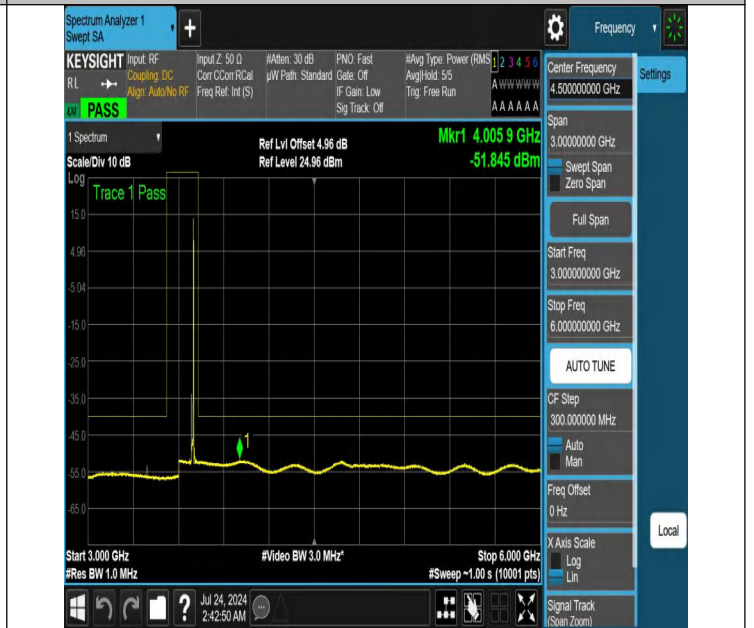 Spectrum Analyzer 1
Swept SA
+
Frequency
KEYSIGHT
RL
LXI
PASS
Input: RF
Coupling: DC
Align: Auto/No RF
Input Z: 50 Ω
Corr CCorr RCal
Freq Ref: Int (S)
#Atten: 30 dB
µW Path: Standard
PNO: Fast
Gate: Off
IF Gain: Low
Sig Track: Off
#Avg Type: Power (RMS
Avg|Hold: 5/5
Trig: Free Run
1 2 3 4 5 6
A W W W W W
A A A A A A
1 Spectrum
Scale/Div 10 dB
Ref Lvl Offset 4.96 dB
Ref Level 24.96 dBm
Mkr1 4.005 9 GHz
-51.845 dBm
Log
Trace 1 Pass
15.0
4.96
-5.04
-15.0
-25.0
-35.0
-45.0
-55.0
-65.0
1
Start 3.000 GHz
#Res BW 1.0 MHz
#Video BW 3.0 MHz*
Stop 6.000 GHz
#Sweep ~1.00 s (10001 pts)
Center Frequency
4.500000000 GHz
Settings
Span
3.00000000 GHz
Swept Span
Zero Span
Full Span
Start Freq
3.000000000 GHz
Stop Freq
6.000000000 GHz
AUTO TUNE
CF Step
300.000000 MHz
Auto
Man
Freq Offset
0 Hz
X Axis Scale
Log
Lin
Local
Signal Track
(Span Zoom)
?
Jul 24, 2024
2:42:50 AM